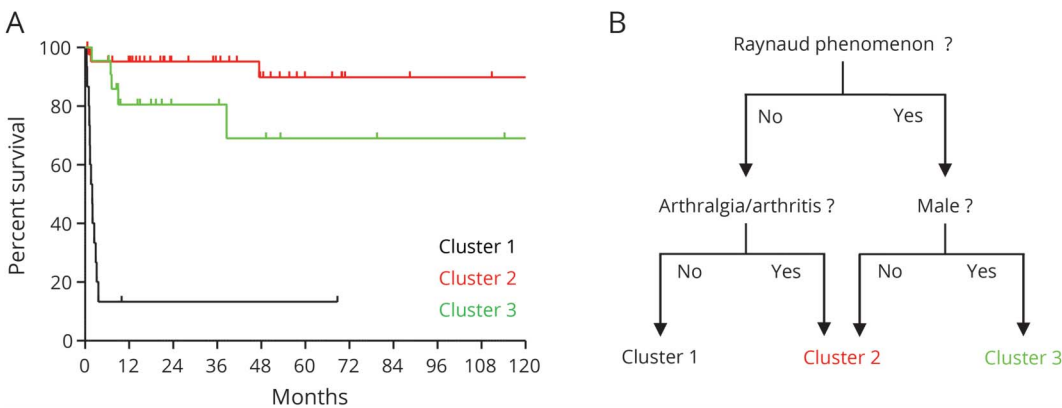 A
Percent survival
100
80
60
40
20
0
0 12 24 36 48 60 72 84 96 108 120
Months
Cluster 1
Cluster 2
Cluster 3
B
Raynaud phenomenon ?
No Yes
Arthralgia/arthritis ? Male ?
No Yes No Yes
Cluster 1 Cluster 2 Cluster 3